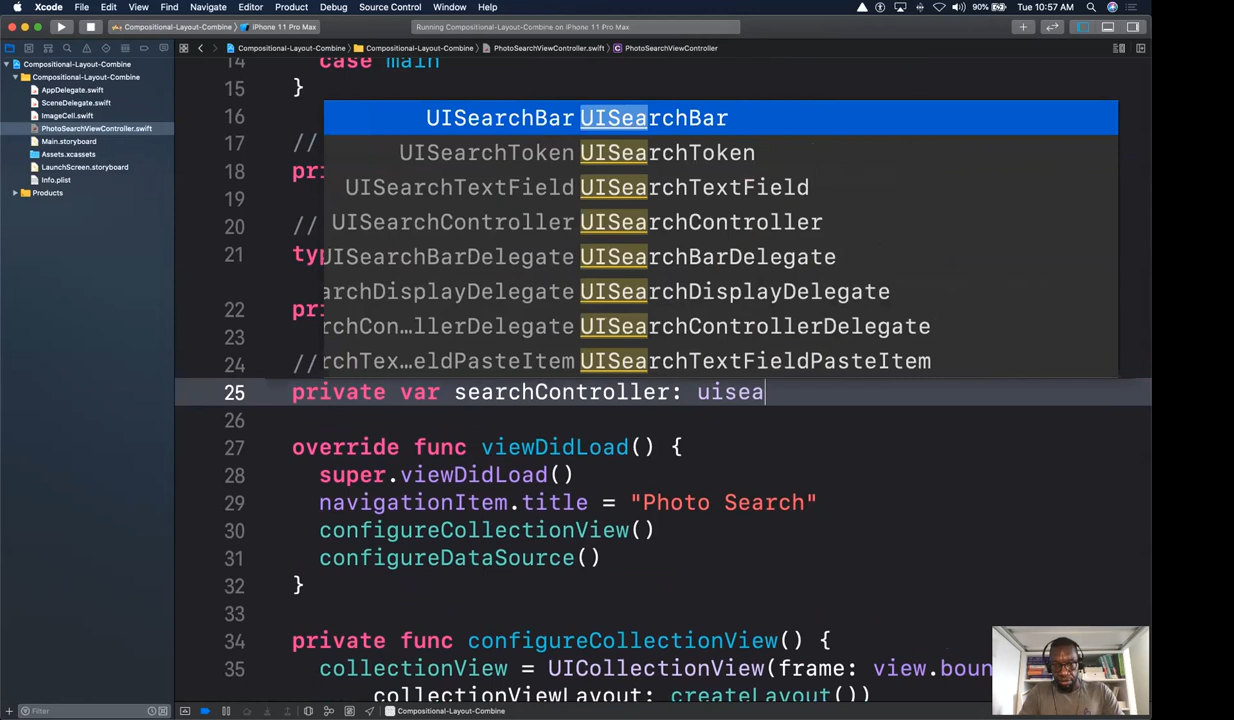 Xcode File Edit View Find Navigate Editor Product Debug Source Control Window Help 90% Tue 10:57 AM
Compositional-Layout-Combine iPhone 11 Pro Max Running Compositional-Layout-Combine on iPhone 11 Pro Max
Compositional-Layout-Combine Compositional-Layout-Combine PhotoSearchViewController.swift C PhotoSearchViewController
Compositional-Layout-Combine
Compositional-Layout-Combine
AppDelegate.swift
SceneDelegate.swift
ImageCell.swift
PhotoSearchViewController.swift
Main.storyboard
Assets.xcassets
LaunchScreen.storyboard
Info.plist
Products
14
15 }
16
17 //
18 pri
19
20 //
21 typ
22 pri
23
24 //
case main
UISearchBar UISearchBar
UISearchToken UISearchToken
UISearchTextField UISearchTextField
UISearchController UISearchController
UISearchBarDelegate UISearchBarDelegate
archDisplayDelegate UISearchDisplayDelegate
rchCon…llerDelegate UISearchControllerDelegate
rchTex…eldPasteItem UISearchTextFieldPasteItem
25 private var searchController: uisea
26
27 override func viewDidLoad() {
28 super.viewDidLoad()
29 navigationItem.title = "Photo Search"
30 configureCollectionView()
31 configureDataSource()
32 }
33
34 private func configureCollectionView() {
35 collectionView = UICollectionView(frame: view.boun
collectionViewLayout: createLayout())
Filter
Compositional-Layout-Combine